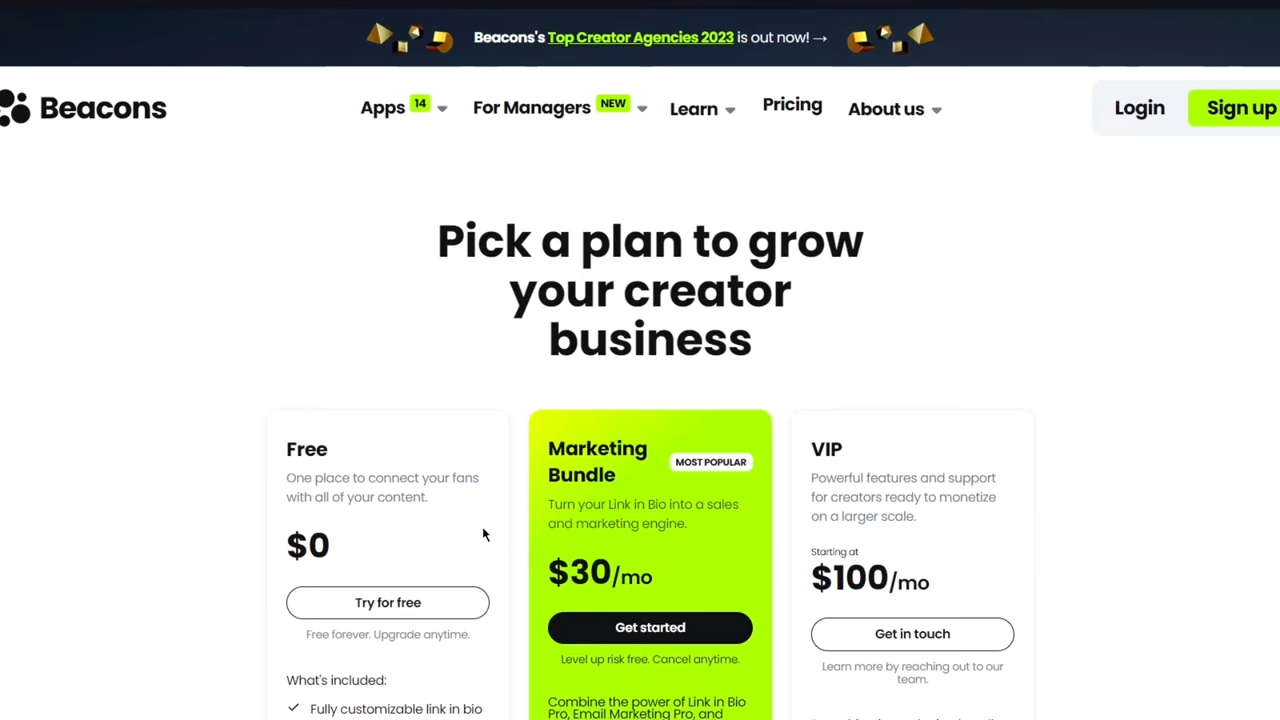 Beacons's Top Creator Agencies 2023 is out now! →
Beacons
Apps 14
For Managers NEW
Learn
Pricing
About us
Login
Sign up
Pick a plan to grow
your creator
business
Free
One place to connect your fans
with all of your content.
$0
Try for free
Free forever. Upgrade anytime.
What's included:
Fully customizable link in bio
Marketing
Bundle
MOST POPULAR
Turn your Link in Bio into a sales
and marketing engine.
$30/mo
Get started
Level up risk free. Cancel anytime.
Combine the power of Link in Bio
Pro, Email Marketing Pro, and
VIP
Powerful features and support
for creators ready to monetize
on a larger scale.
Starting at
$100/mo
Get in touch
Learn more by reaching out to our
team.